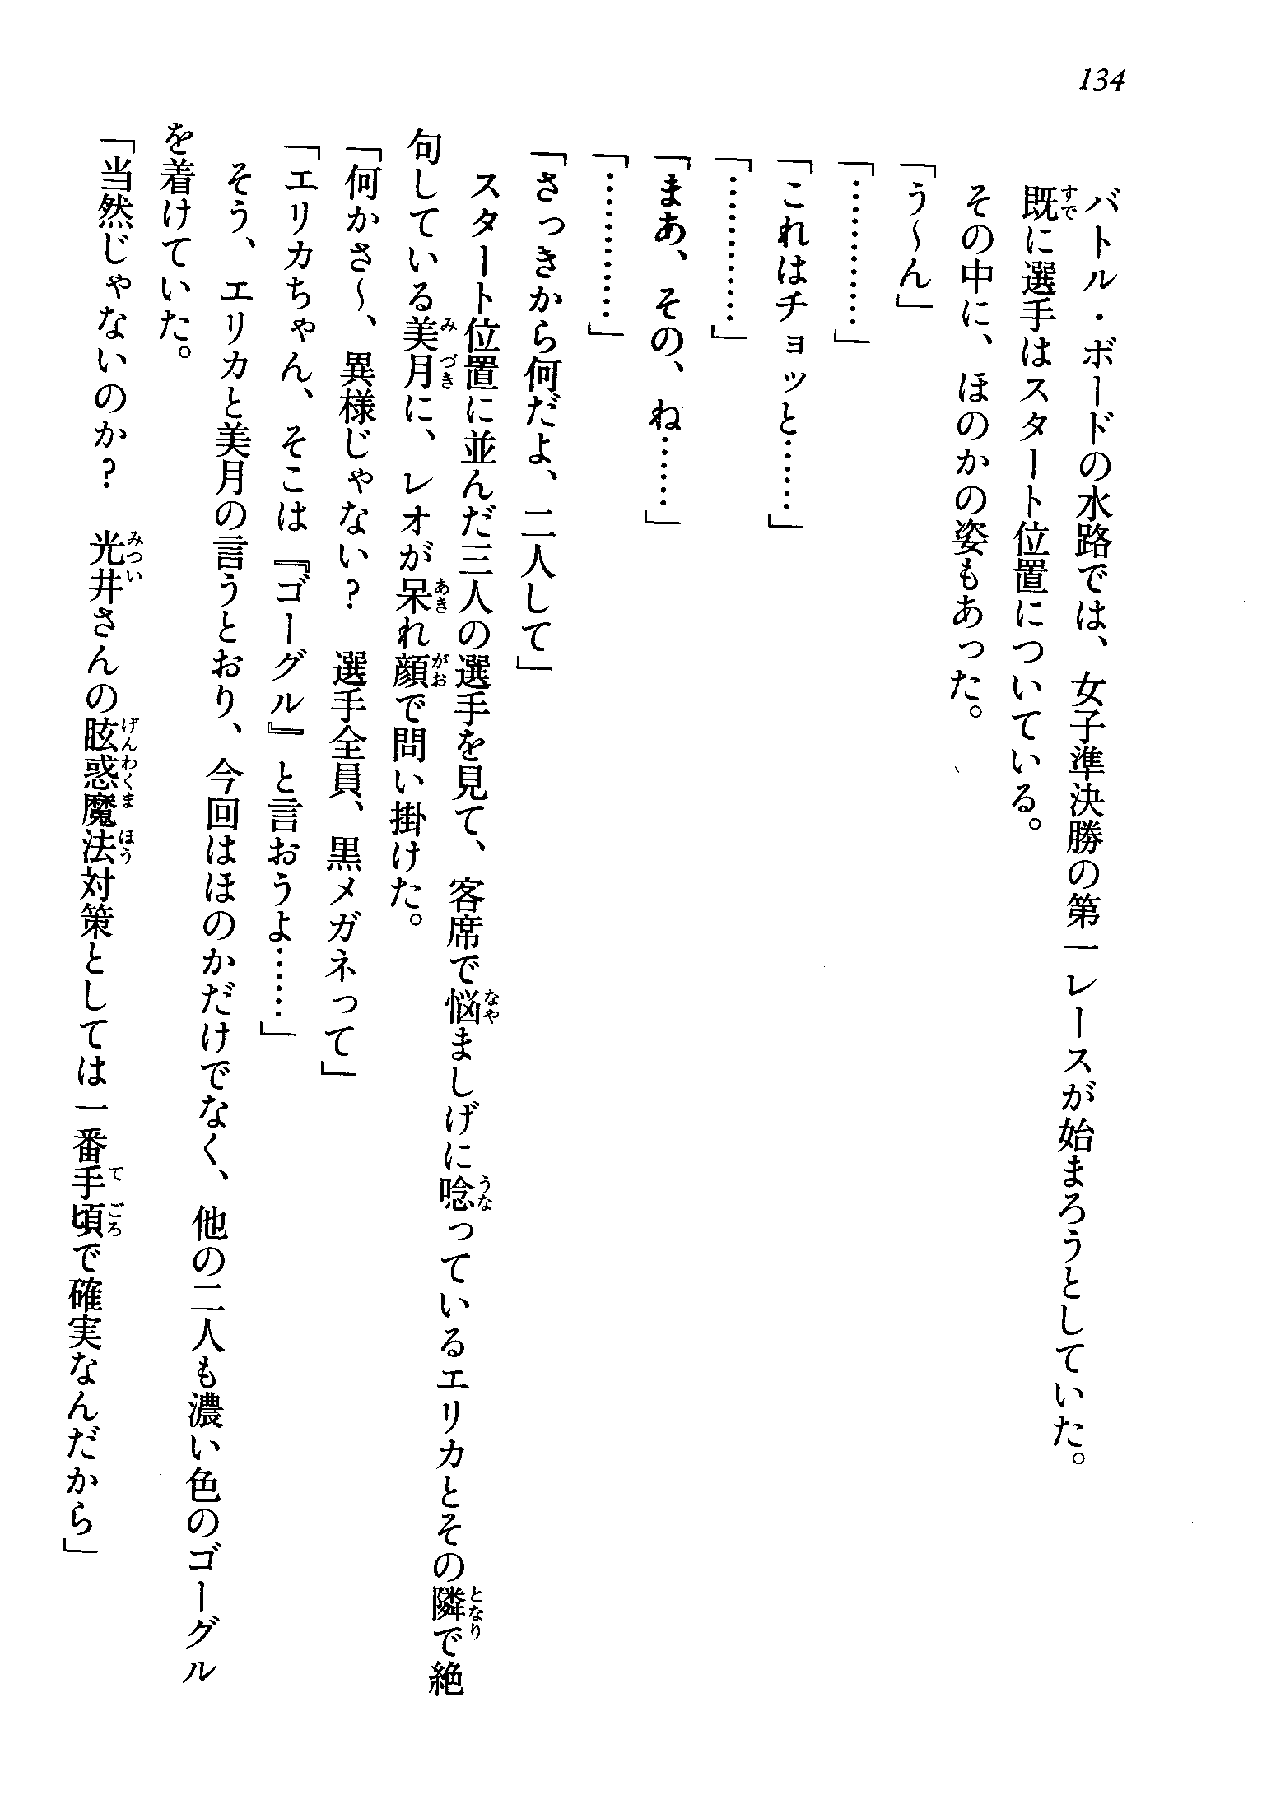 134
バトル・ボードの水路では、女子準決勝の第一レースが始まろうとしていた。
既に選手はスタート位置についている。
その中に、ほのかの姿もあった。
「う～ん」
「…………」
「これはチョッと……」
「…………」
「まあ、その、ね……」
「…………」
「さっきから何だよ、二人して」
スタート位置に並んだ三人の選手を見て、客席で悩ましげに唸っているエリカとその隣で絶
句している美月に、レオが呆れ顔で問い掛けた。
「何かさ～、異様じゃない？　選手全員、黒メガネって」
「エリカちゃん、そこは『ゴーグル』と言おうよ……」
そう、エリカと美月の言うとおり、今回はほのかだけでなく、他の二人も濃い色のゴーグル
を着けていた。
「当然じゃないのか？　光井さんの眩惑魔法対策としては一番手頃で確実なんだから」